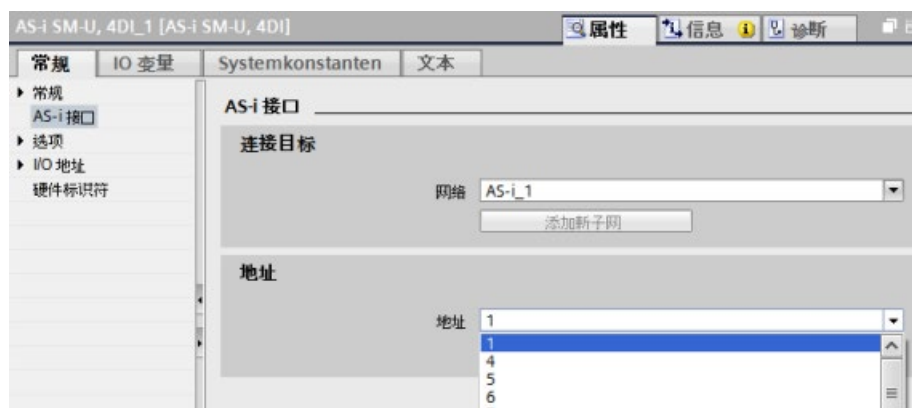 AS-i SM-U, 4DI_1 [AS-i SM-U, 4DI]
属性
信息
诊断
常规
IO 变量
Systemkonstanten
文本
常规
AS-i 接口
选项
I/O 地址
硬件标识符
AS-i 接口
连接目标
网络
AS-i_1
添加新子网
地址
地址
1
1
4
5
6